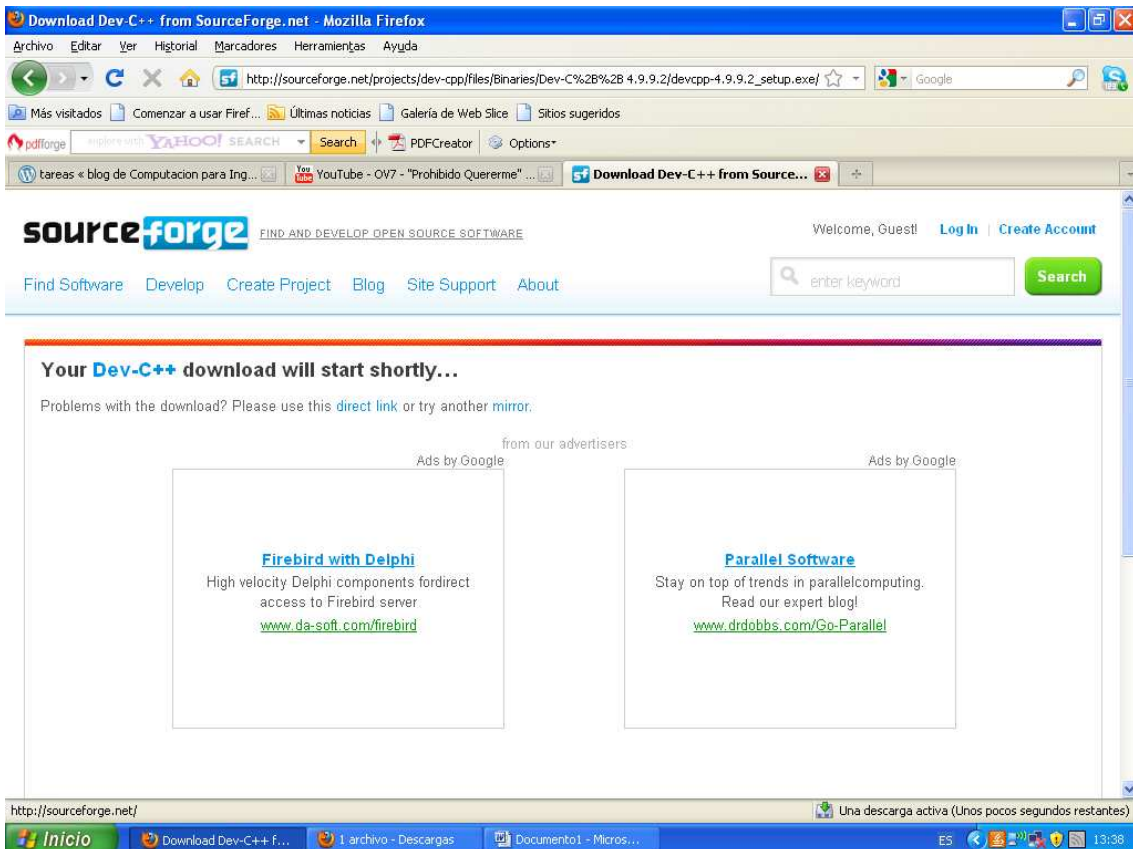 Download Dev-C++ from SourceForge.net - Mozilla Firefox
Archivo Editar Ver Historial Marcadores Herramientas Ayuda
http://sourceforge.net/projects/dev-cpp/files/Binaries/Dev-C%2B%2B 4.9.9.2/devcpp-4.9.9.2_setup.exe/ Google
Más visitados Comenzar a usar Firef... Últimas noticias Galería de Web Slice Sitios sugeridos
pdfforge explore with YAHOO! SEARCH Search PDFCreator Options
tareas « blog de Computacion para Ing... YouTube - OV7 - "Prohibido Quererme" ... Download Dev-C++ from Source...
sourceforge FIND AND DEVELOP OPEN SOURCE SOFTWARE Welcome, Guest! Log In | Create Account
Find Software Develop Create Project Blog Site Support About enter keyword Search
Your Dev-C++ download will start shortly...
Problems with the download? Please use this direct link or try another mirror.
from our advertisers
Ads by Google Ads by Google
Firebird with Delphi
High velocity Delphi components fordirect
access to Firebird server
www.da-soft.com/firebird
Parallel Software
Stay on top of trends in parallelcomputing.
Read our expert blog!
www.drdobbs.com/Go-Parallel
http://sourceforge.net/ Una descarga activa (Unos pocos segundos restantes)
Inicio Download Dev-C++ f... 1 archivo - Descargas Documento1 - Micros... ES 13:38